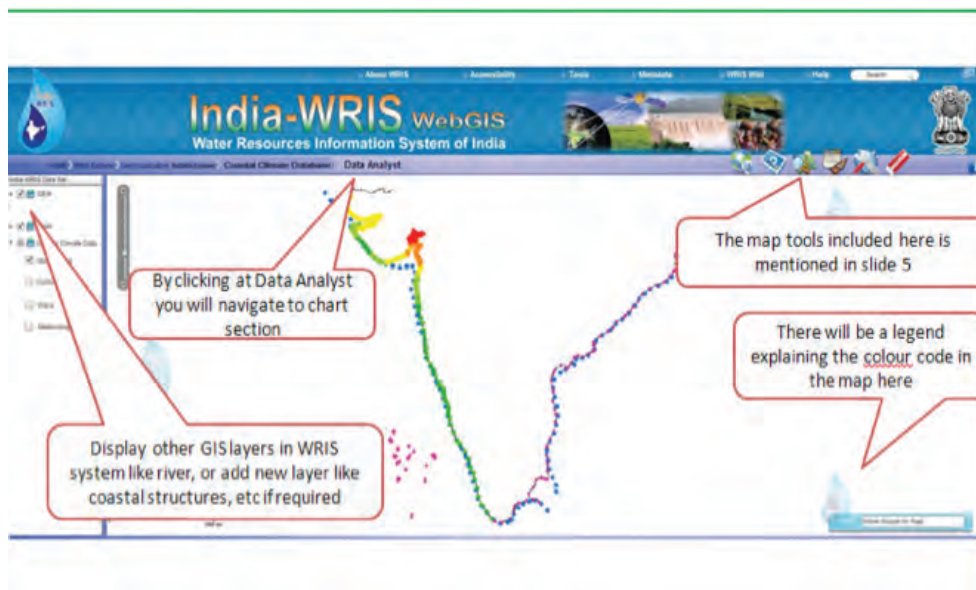 About WRIS Accessibility Tools Metadata WRIS Wiki Help Search
India-WRIS WebGIS
Water Resources Information System of India
Coastal Climate Database Data Analyst
By clicking at Data Analyst
you will navigate to chart
section
The map tools included here is
mentioned in slide 5
There will be a legend
explaining the colour code in
the map here
Display other GIS layers in WRIS
system like river, or add new layer like
coastal structures, etc if required